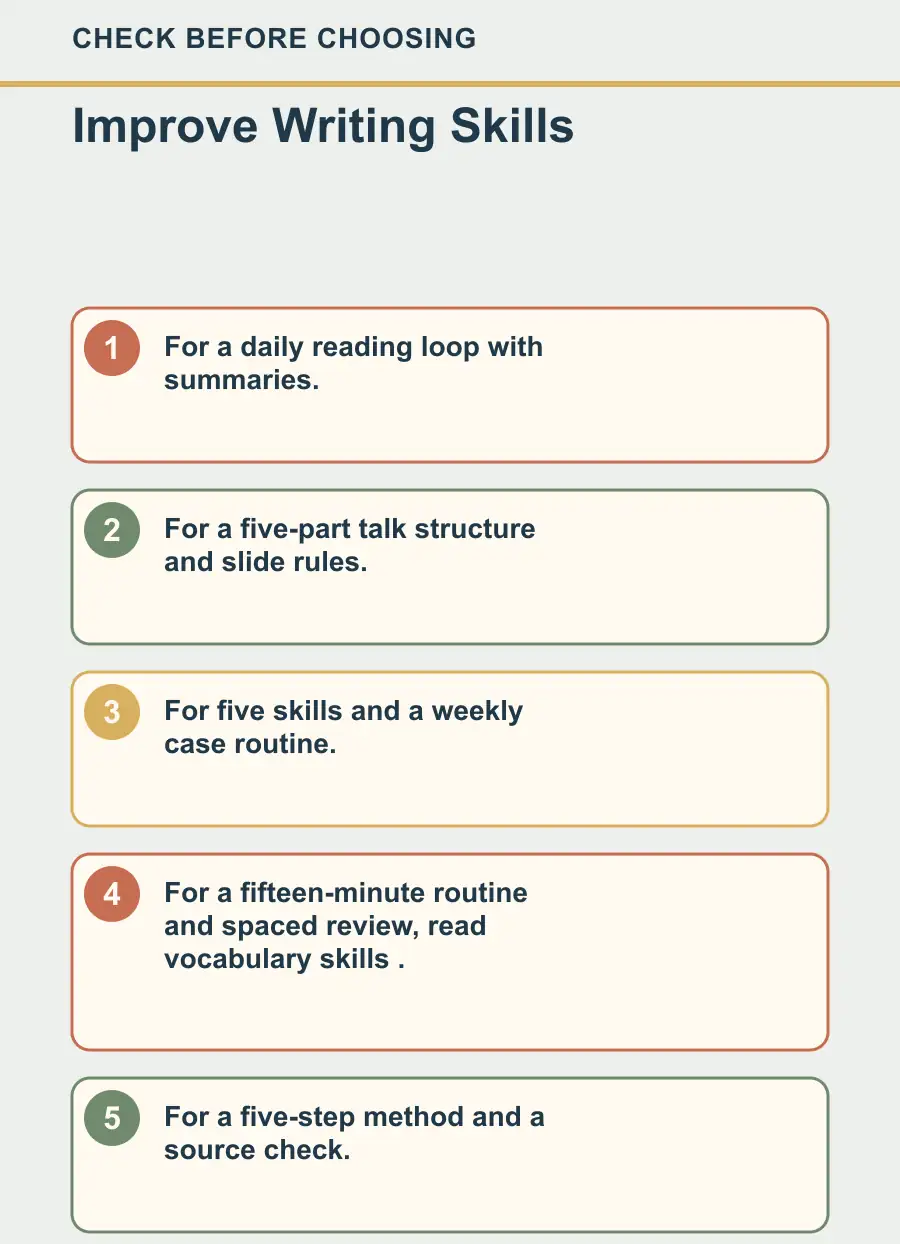 CHECK BEFORE CHOOSING
Improve Writing Skills
1
For a daily reading loop with
summaries.
2
For a five-part talk structure
and slide rules.
3
For five skills and a weekly
case routine.
4
For a fifteen-minute routine
and spaced review, read
vocabulary skills .
5
For a five-step method and a
source check.